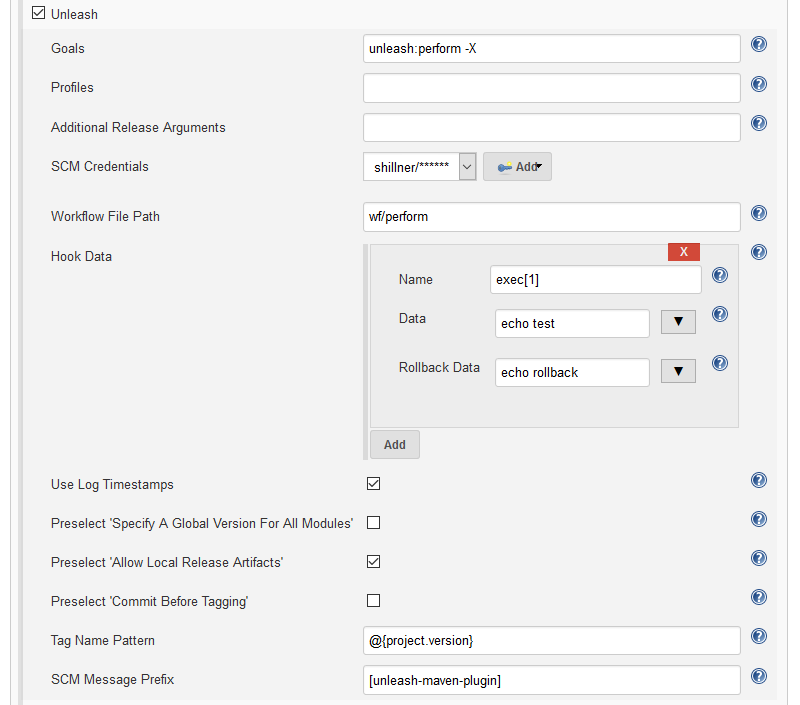 Unleash
Goals unleash:perform -X
Profiles
Additional Release Arguments
SCM Credentials shillner/****** Add
Workflow File Path wf/perform
Hook Data
X
Name exec[1]
Data echo test
Rollback Data echo rollback
Add
Use Log Timestamps
Preselect 'Specify A Global Version For All Modules'
Preselect 'Allow Local Release Artifacts'
Preselect 'Commit Before Tagging'
Tag Name Pattern @{project.version}
SCM Message Prefix [unleash-maven-plugin]